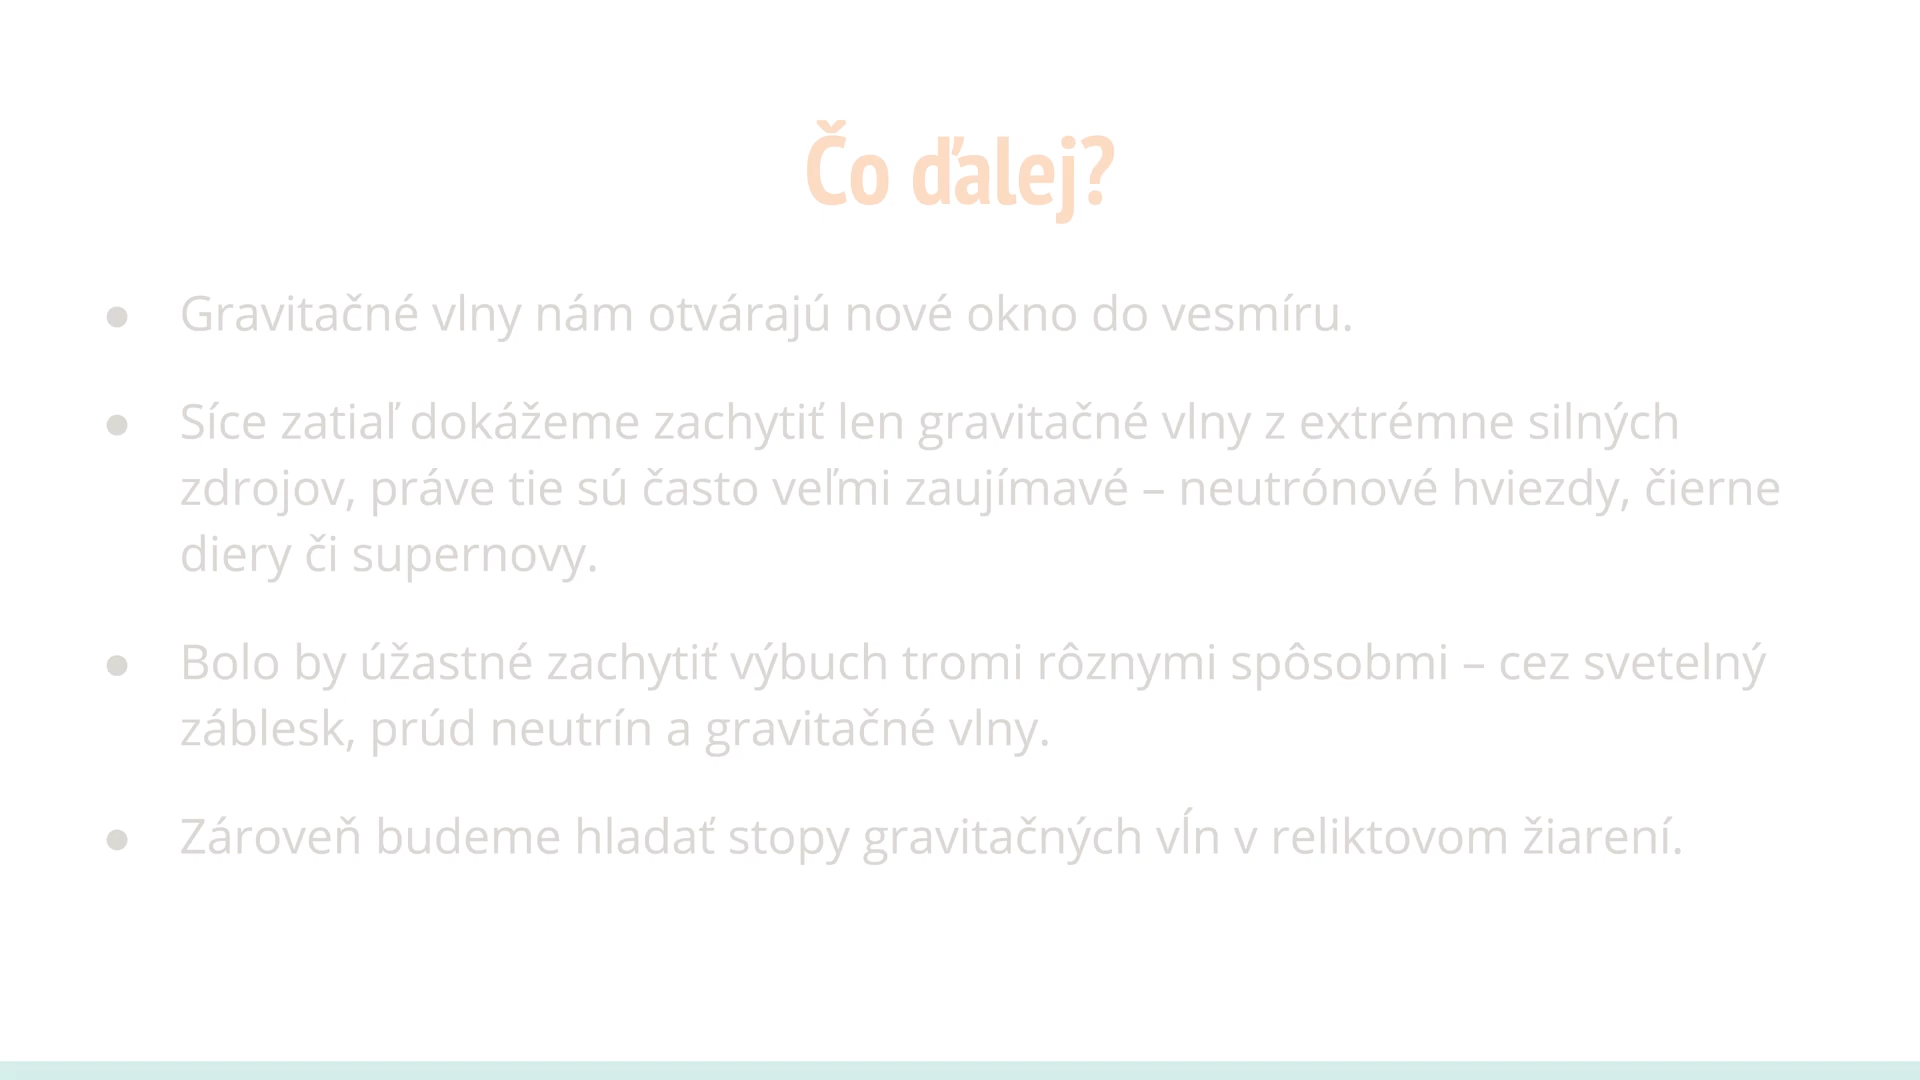 Čo ďalej?
● Gravitačné vlny nám otvárajú nové okno do vesmíru.
● Síce zatiaľ dokážeme zachytiť len gravitačné vlny z extrémne silných
zdrojov, práve tie sú často veľmi zaujímavé – neutrónové hviezdy, čierne
diery či supernovy.
● Bolo by úžastné zachytiť výbuch tromi rôznymi spôsobmi – cez svetelný
záblesk, prúd neutrín a gravitačné vlny.
● Zároveň budeme hladať stopy gravitačných vĺn v reliktovom žiarení.